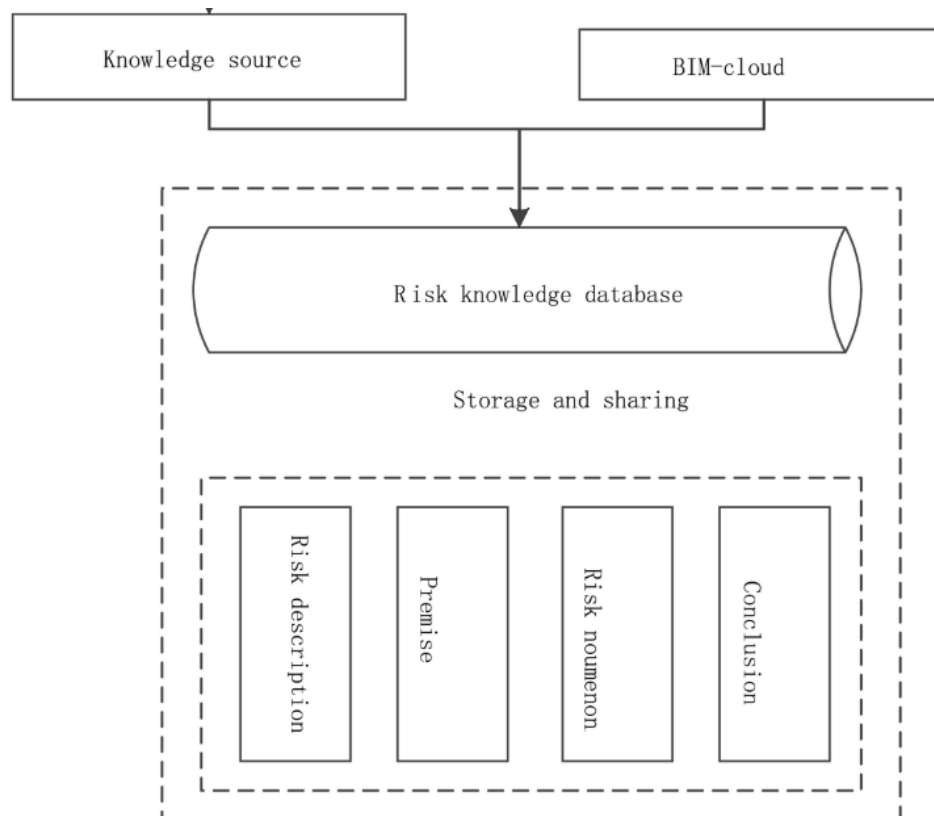 Knowledge source
BIM-cloud
Risk knowledge database
Storage and sharing
Risk description
Premise
Risk noumenon
Conclusion